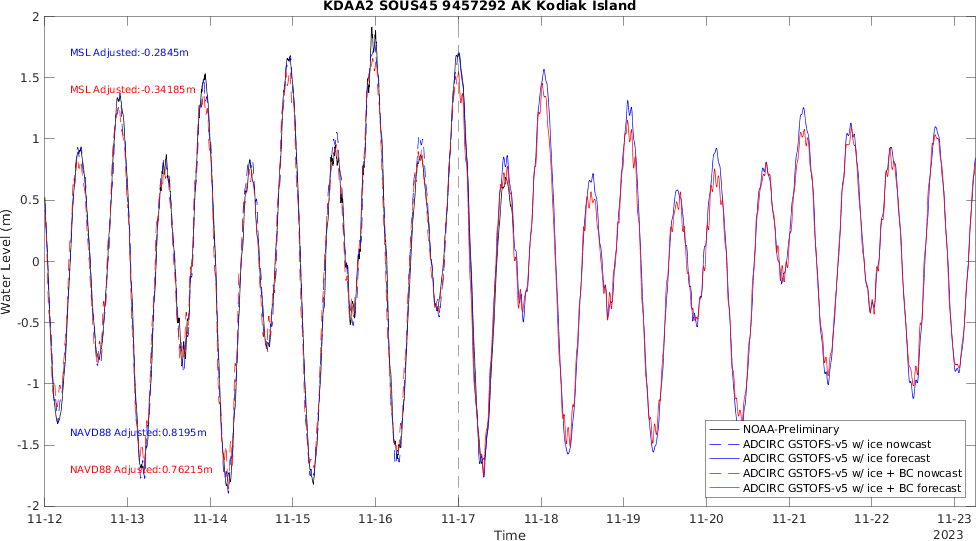 KDAA2 SOUS45 9457292 AK Kodiak Island
2
1.5
1
0.5
0
-0.5
-1
-1.5
-2
Water Level (m)
MSL Adjusted:-0.2845m
MSL Adjusted:-0.34185m
NAVD88 Adjusted:0.8195m
NAVD88 Adjusted:0.76215m
NOAA-Preliminary
ADCIRC GSTOFS-v5 w/ ice nowcast
ADCIRC GSTOFS-v5 w/ ice forecast
ADCIRC GSTOFS-v5 w/ ice + BC nowcast
ADCIRC GSTOFS-v5 w/ ice + BC forecast
11-12 11-13 11-14 11-15 11-16 11-17 11-18 11-19 11-20 11-21 11-22 11-23
Time
2023